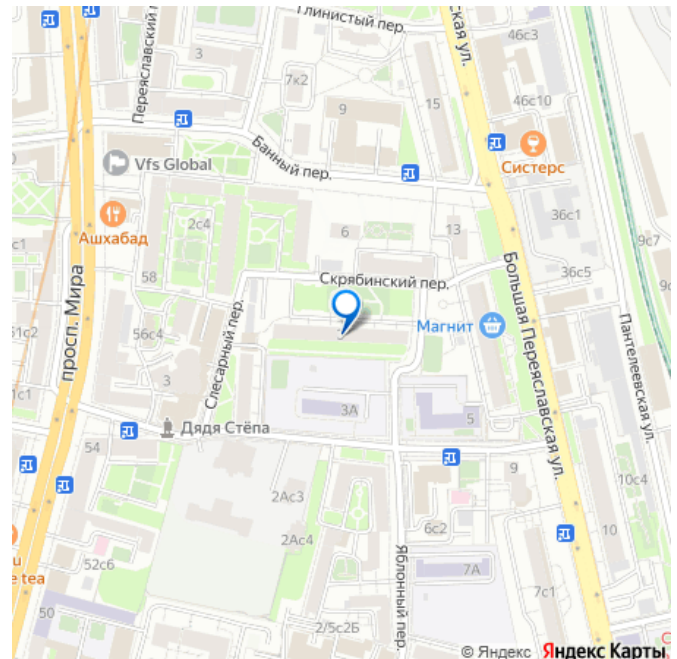 Глинистый пер.
46с3
3
Переяславский п
ская ул.
7к2
9
15
46с10
Vfs Global
Банный пер.
Систерс
Ашхабад
2с4
6
13
36с1
9с7
58
Скрябинский пер.
36с5
просп. Мира
56с4
Слесарный пер.
Магнит
Большая Переяславская ул.
Пантелеевская ул.
3
3А
5
Дядя Стёпа
54
9
10с4
2Ас3
6с2
10
2Ас4
52с6
e tea
Яблонный пер.
7А
7с1
50
2/5с2Б
© Яндекс Яндекс Карты